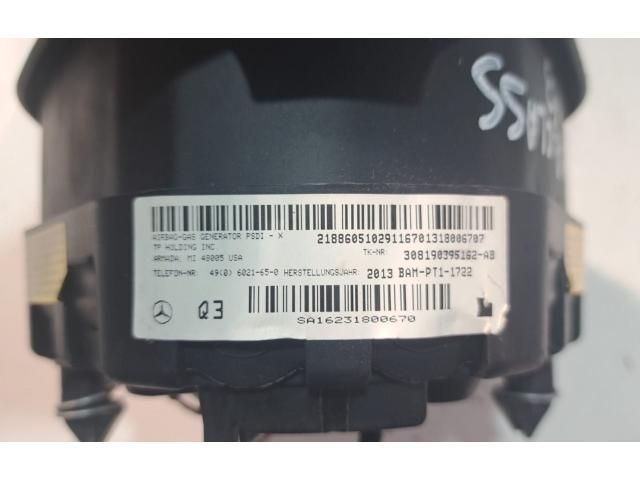 AIRBAG-GAS GENERATOR PSDI - X
TP HOLDING INC
ARMADA, MI 48005 USA
TELEFON-NR: 49(0) 6021-65-0 HERSTELLUNGSJAHR: 2013 BAM-PT1-1722
21886051029116701318006707
TK-NR: 308190395162-AB
Q3
SA16231800670